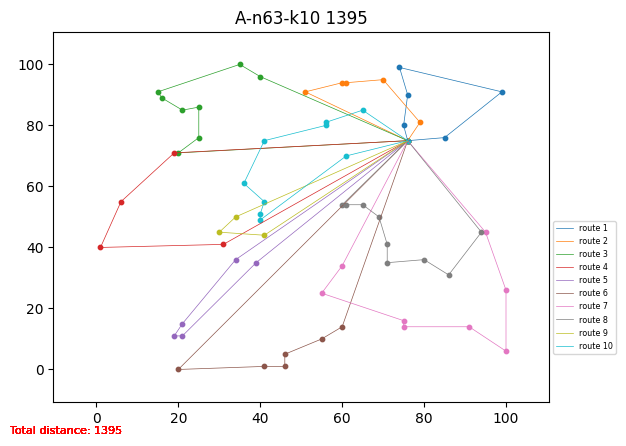 A-n63-k10 1395
100
80
60
40
20
0
0
20
40
60
80
100
route 1
route 2
route 3
route 4
route 5
route 6
route 7
route 8
route 9
route 10
Total distance: 1395